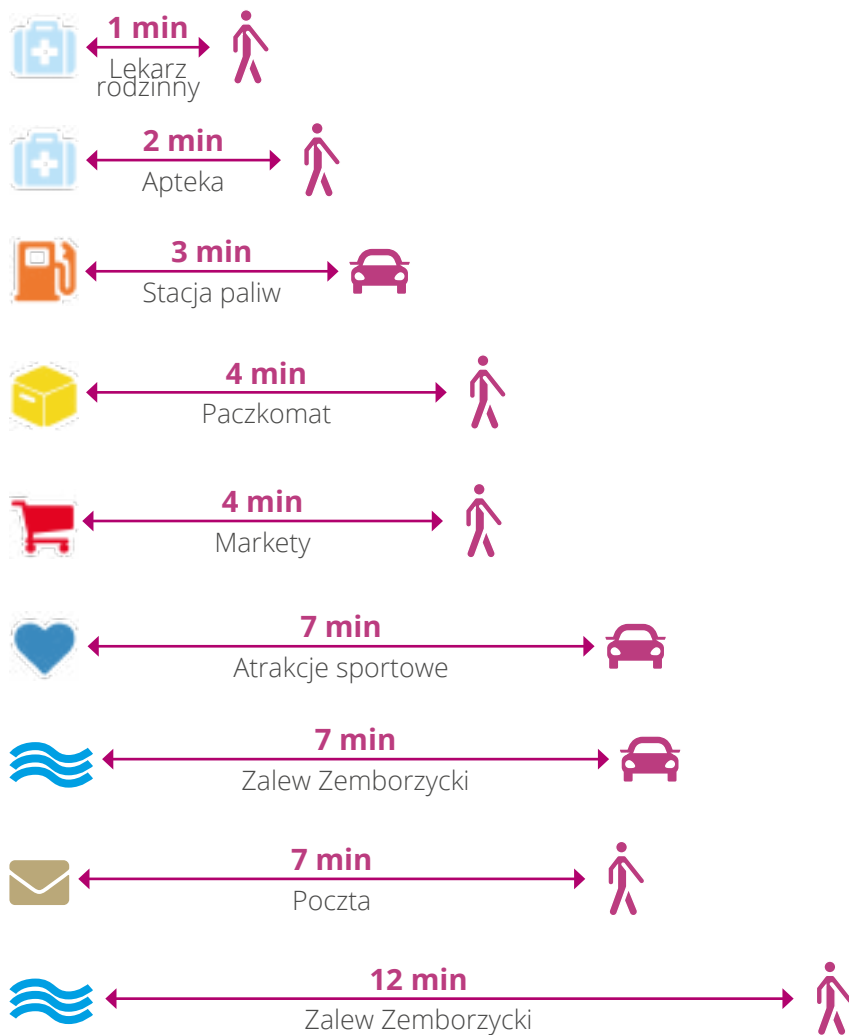 1 min
Lekarz
rodzinny
2 min
Apteka
3 min
Stacja paliw
4 min
Paczkomat
4 min
Markety
7 min
Atrakcje sportowe
7 min
Zalew Zemborzycki
7 min
Poczta
12 min
Zalew Zemborzycki